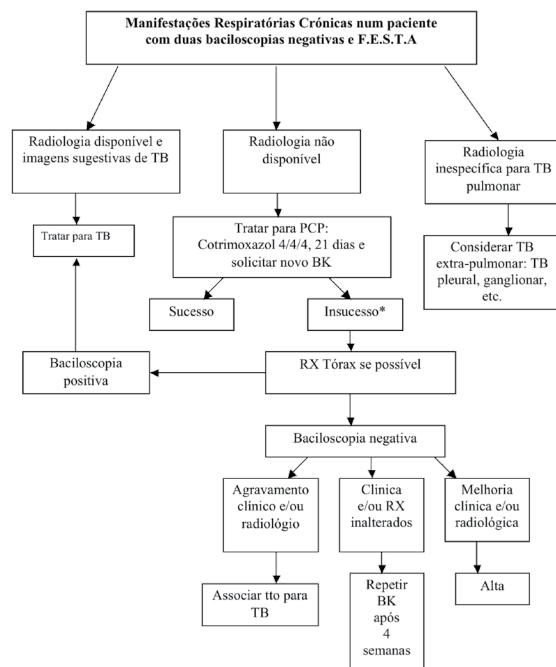 Manifestações Respiratórias Crónicas num paciente
com duas baciloscopias negativas e F.E.S.T.A
Radiologia disponível e
imagens sugestivas de TB
Radiologia não
disponível
Radiologia
inespecífica para TB
pulmonar
Tratar para TB
Tratar para PCP:
Cotrimoxazol 4/4/4, 21 dias e
solicitar novo BK
Considerar TB
extra-pulmonar: TB
pleural, ganglionar,
etc.
Sucesso
Insucesso*
Baciloscopia
positiva
RX Tórax se possível
Baciloscopia negativa
Agravamento
clínico e/ou
radiológio
Clinica
e/ou RX
inalterados
Melhoria
clínica e/ou
radiológica
Associar tto para
TB
Repetir
BK
após
4
semanas
Alta